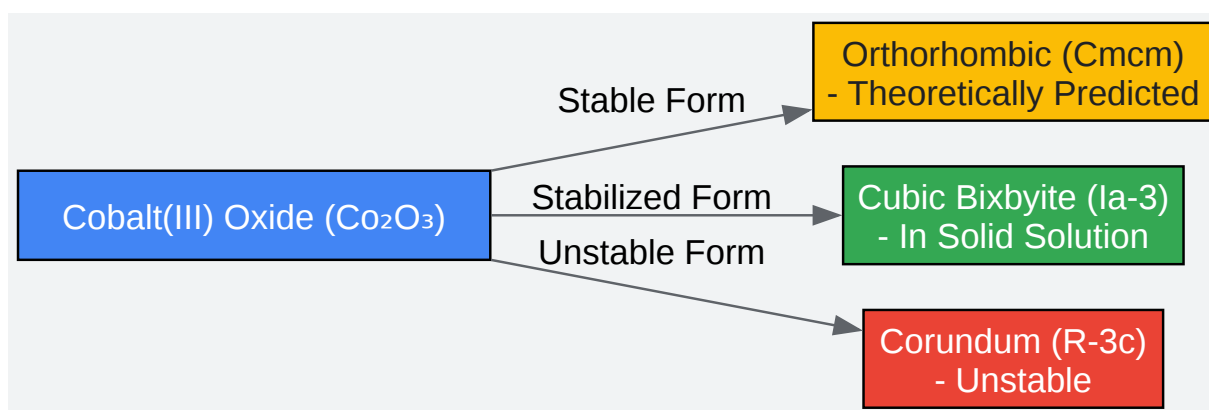 Orthorhombic (Cmcm)
- Theoretically Predicted
Stable Form
Cobalt(III) Oxide (Co₂O₃)
Stabilized Form
Cubic Bixbyite (Ia-3)
- In Solid Solution
Unstable Form
Corundum (R-3c)
- Unstable